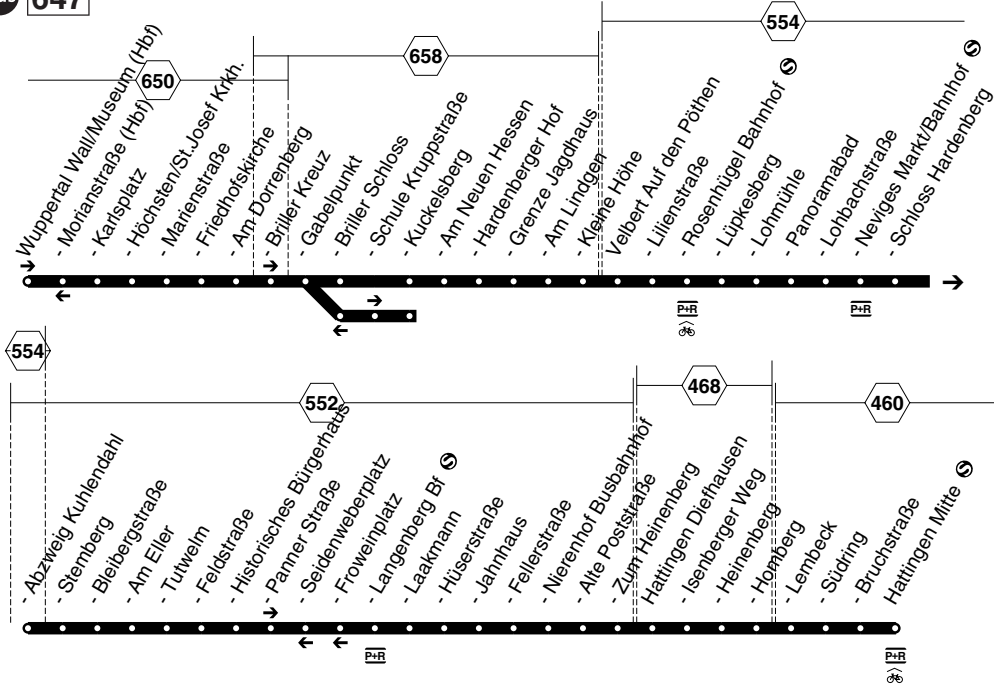 647
650
658
554
Wuppertal Wall/Museum (Hbf)
- Morianstraße (Hbf)
- Karlsplatz
- Höchsten/St.Josef Krkh.
- Marienstraße
- Friedhofskirche
- Am Dorrenberg
- Briller Kreuz
- Gabelpunkt
- Briller Schloss
- Schule Kruppstraße
- Kuckelsberg
- Am Neuen Hessen
- Hardenberger Hof
- Grenze Jagdhaus
- Am Lindgen
- Kleine Höhe
Velbert Auf den Pöthen
- Lilienstraße
- Rosenhügel Bahnhof S
- Lüpkesberg
- Lohmühle
- Panoramabad
- Lohbachstraße
- Neviges Markt/Bahnhof S
- Schloss Hardenberg
P+R
P+R
554
552
468
460
- Abzweig Kuhlendahl
- Stemberg
- Bleibergstraße
- Am Eller
- Tutwelm
- Feldstraße
- Historisches Bürgerhaus
- Panner Straße
- Seidenweberplatz
- Froweinplatz
- Langenberg Bf S
- Laakmann
- Hüserstraße
- Jahnhaus
- Fellerstraße
- Nierenhof Busbahnhof
- Alte Poststraße
- Zum Heinenberg
Hattingen Diefhausen
- Isenberger Weg
- Heinenberg
- Homberg
- Lembeck
- Südring
- Bruchstraße
Hattingen Mitte S
P+R
P+R